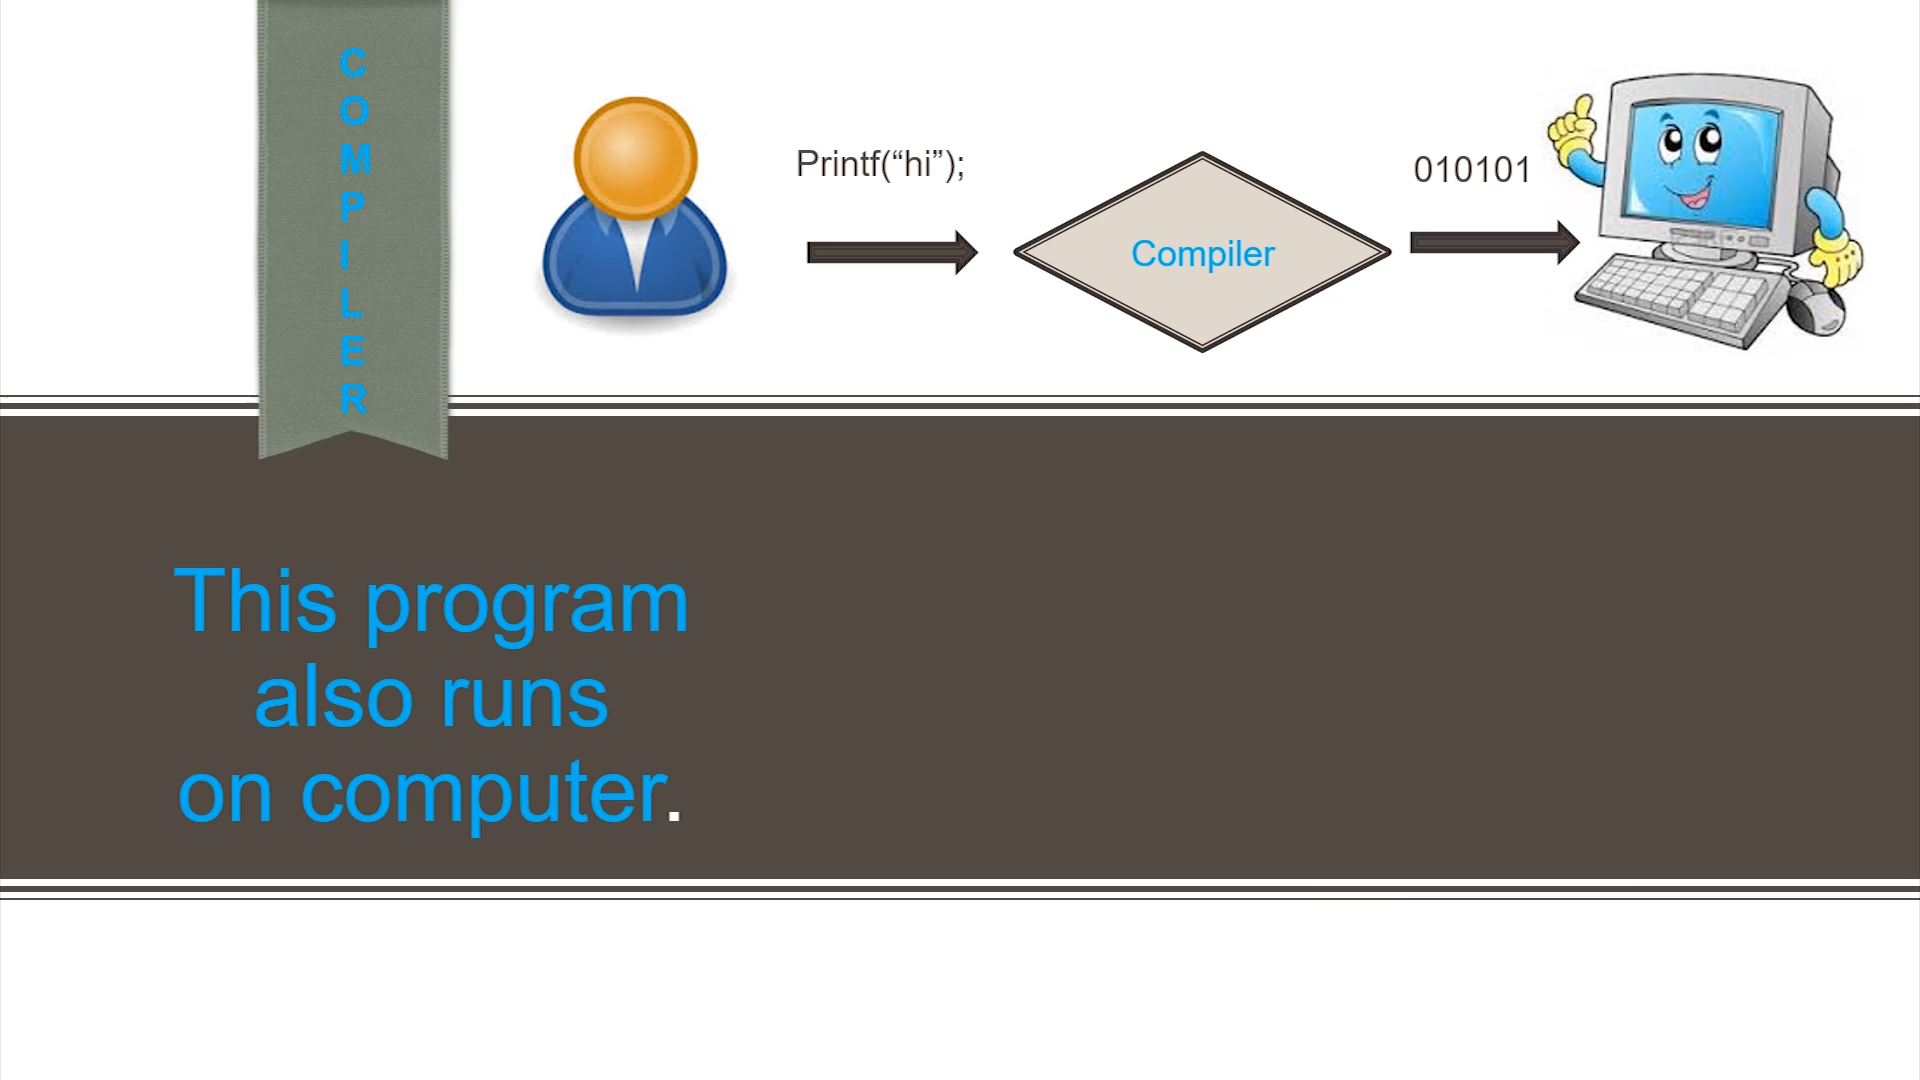 COMPILER
Printf(“hi”);
Compiler
010101
This program
also runs
on computer.